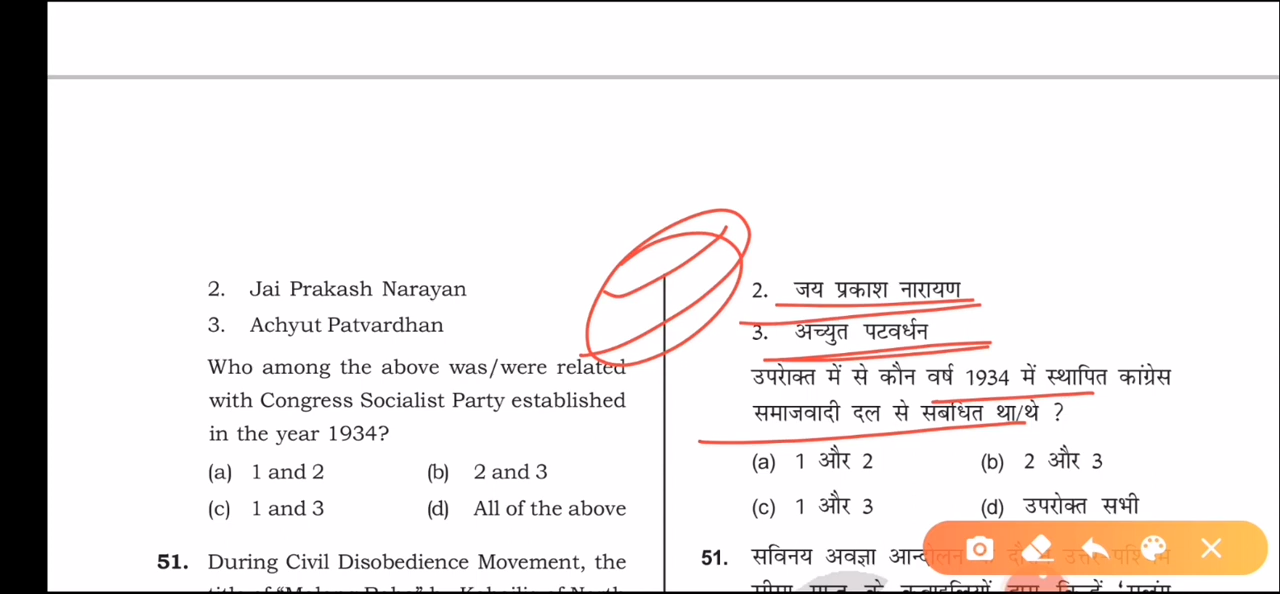 2. Jai Prakash Narayan
3. Achyut Patvardhan
Who among the above was/were related
with Congress Socialist Party established
in the year 1934?
(a) 1 and 2 (b) 2 and 3
(c) 1 and 3 (d) All of the above
51. During Civil Disobedience Movement, the
2. जय प्रकाश नारायण
3. अच्युत पटवर्धन
उपरोक्त में से कौन वर्ष 1934 में स्थापित कांग्रेस
समाजवादी दल से संबंधित था/थे ?
(a) 1 और 2 (b) 2 और 3
(c) 1 और 3 (d) उपरोक्त सभी
51. सविनय अवज्ञा